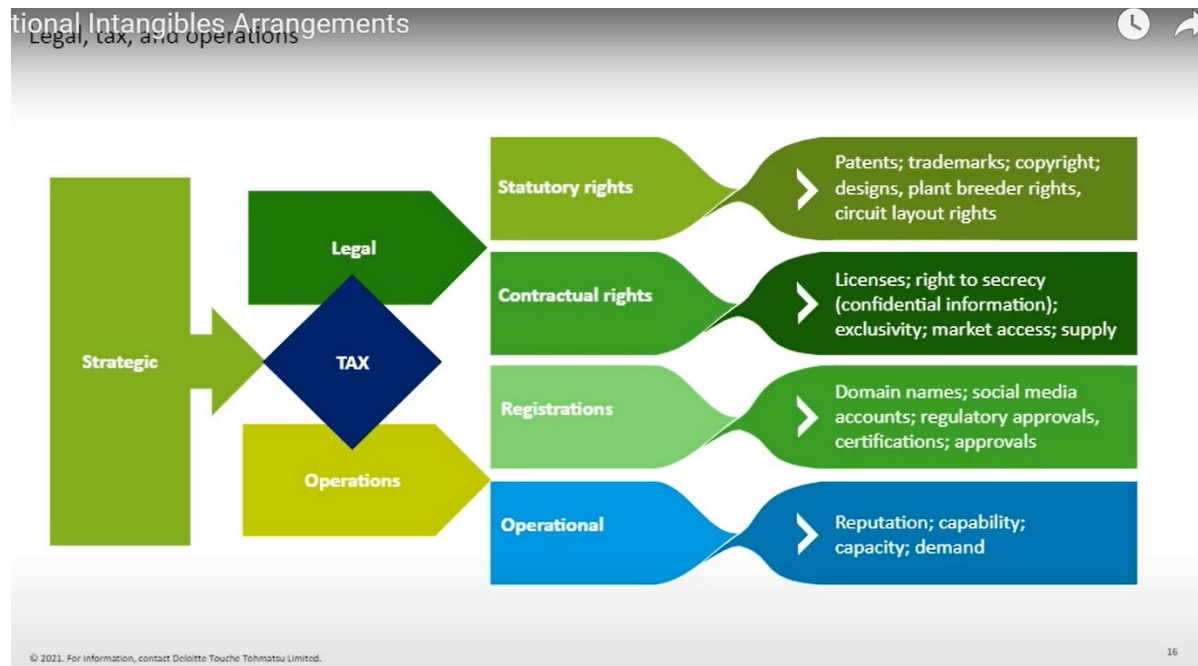 tional Intangibles Arrangements
Legal, tax, and operations
Strategic
Legal
TAX
Operations
Statutory rights
Patents; trademarks; copyright;
designs, plant breeder rights,
circuit layout rights
Contractual rights
Licenses; right to secrecy
(confidential information);
exclusivity; market access; supply
Registrations
Domain names; social media
accounts; regulatory approvals,
certifications; approvals
Operational
Reputation; capability;
capacity; demand
© 2021. For information, contact Deloitte Touche Tohmatsu Limited.
16